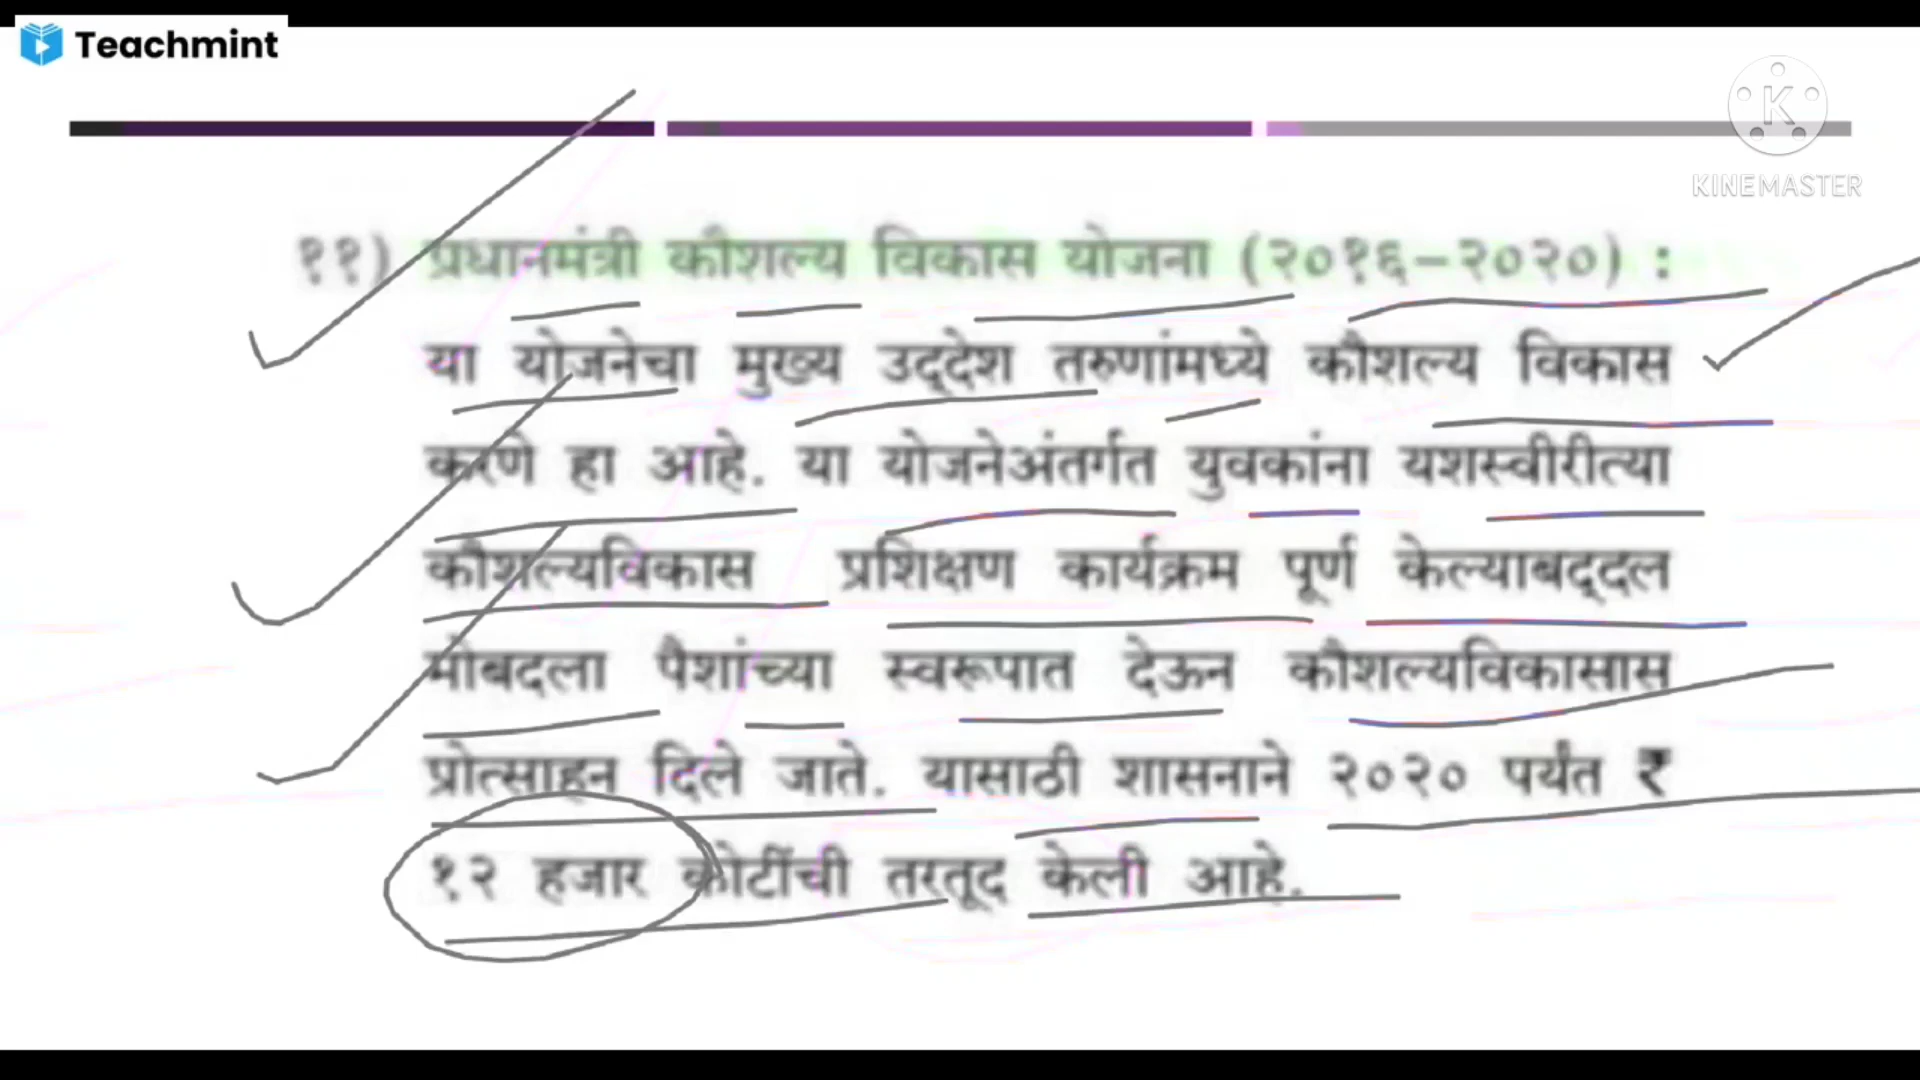 Teachmint
KINEMASTER
११) प्रधानमंत्री कौशल्य विकास योजना (२०१६–२०२०) :
या योजनेचा मुख्य उद्‌देश तरुणांमध्ये कौशल्य विकास
करणे हा आहे. या योजनेअंतर्गत युवकांना यशस्वीरीत्या
कौशल्यविकास प्रशिक्षण कार्यक्रम पूर्ण केल्याबद्‌दल
मोबदला पैशांच्या स्वरूपात देऊन कौशल्यविकासास
प्रोत्साहन दिले जाते. यासाठी शासनाने २०२० पर्यंत ₹
१२ हजार कोटींची तरतूद केली आहे.